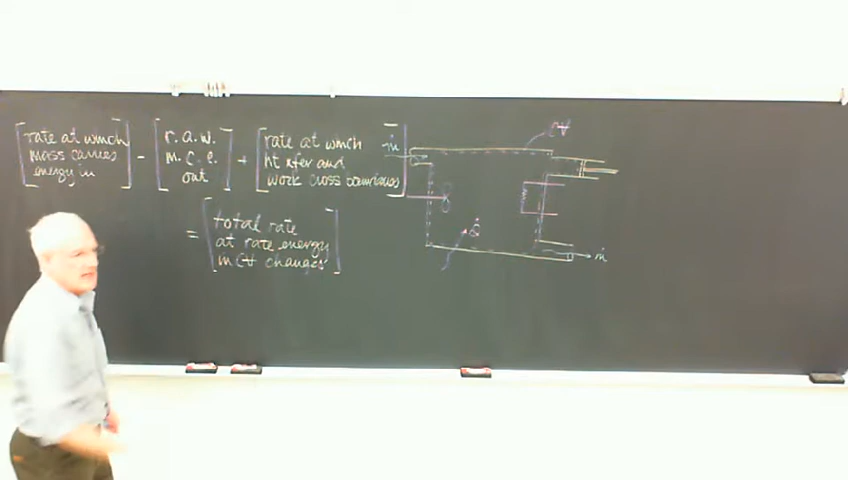 rate at which
mass carries
energy in
-
r.a.w.
m.c.e.
out
+
rate at which
ht xfer and
work cross boundaries
=
total rate
at rate energy
in CV changes
ṁ
CV
Q̇
ṁ